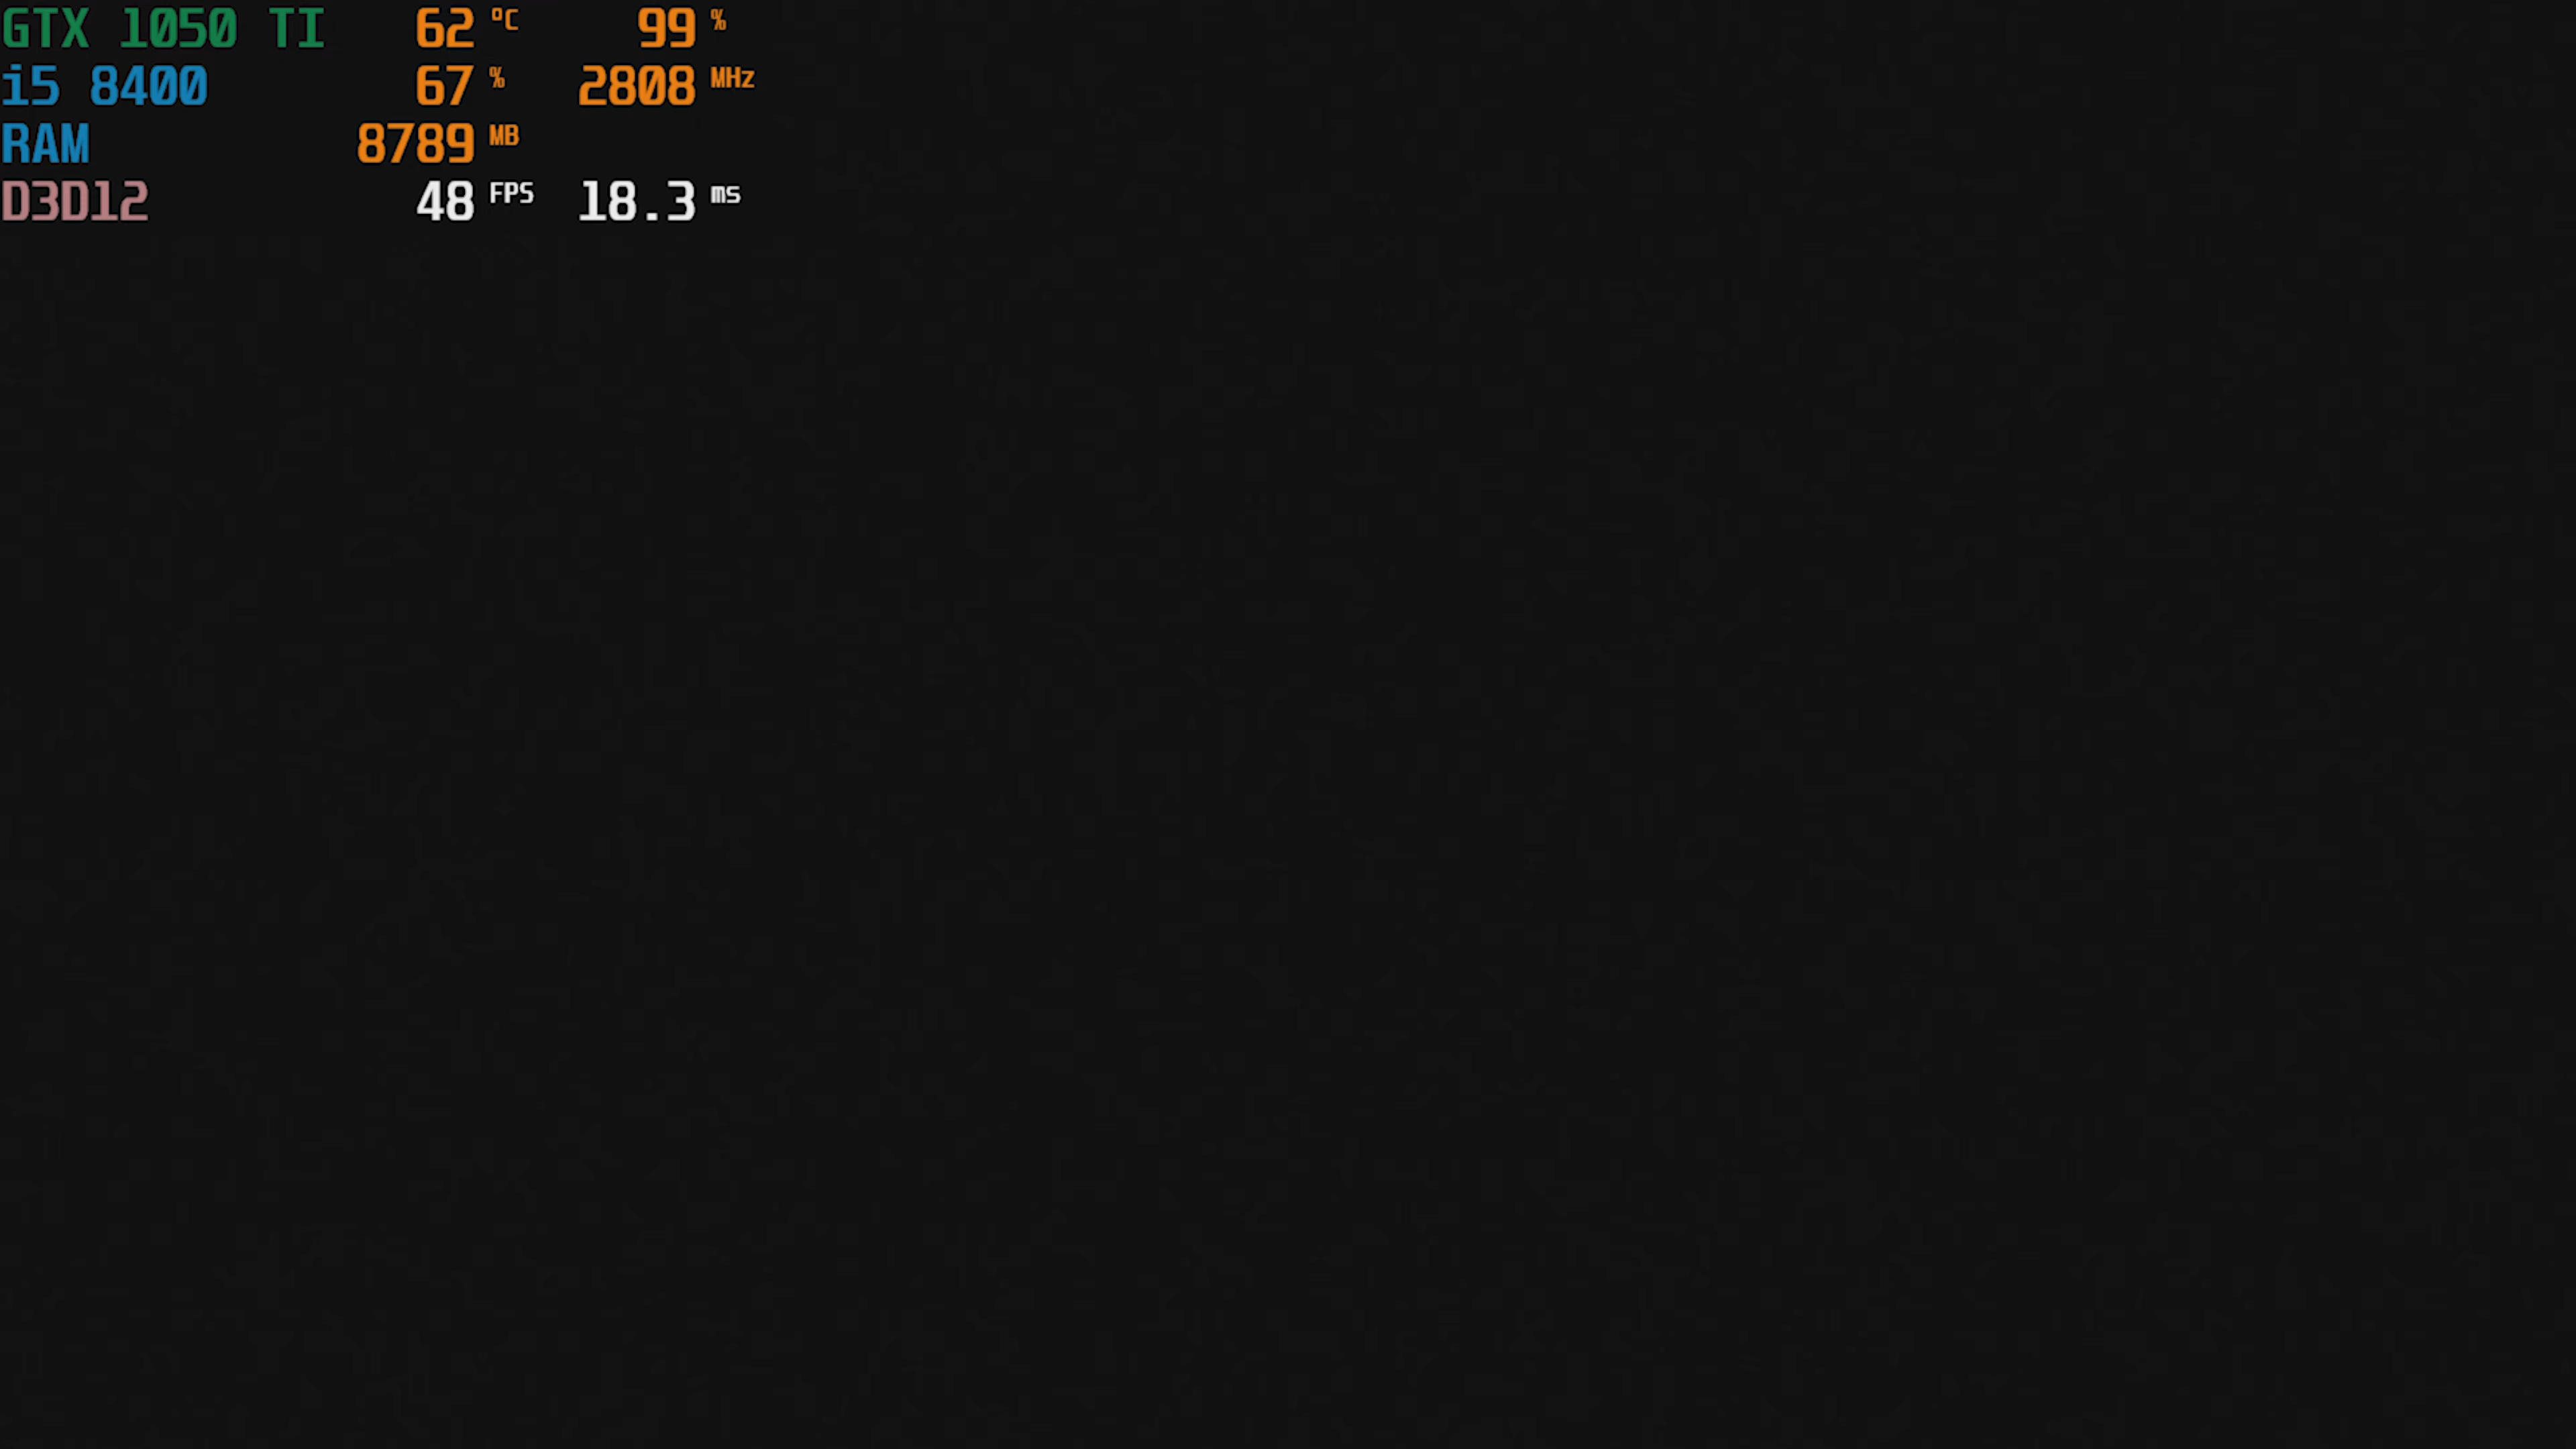 GTX 1050 TI 62 °C 99 %
i5 8400 67 % 2808 MHz
RAM 8789 MB
D3D12 48 FPS 18.3 ms